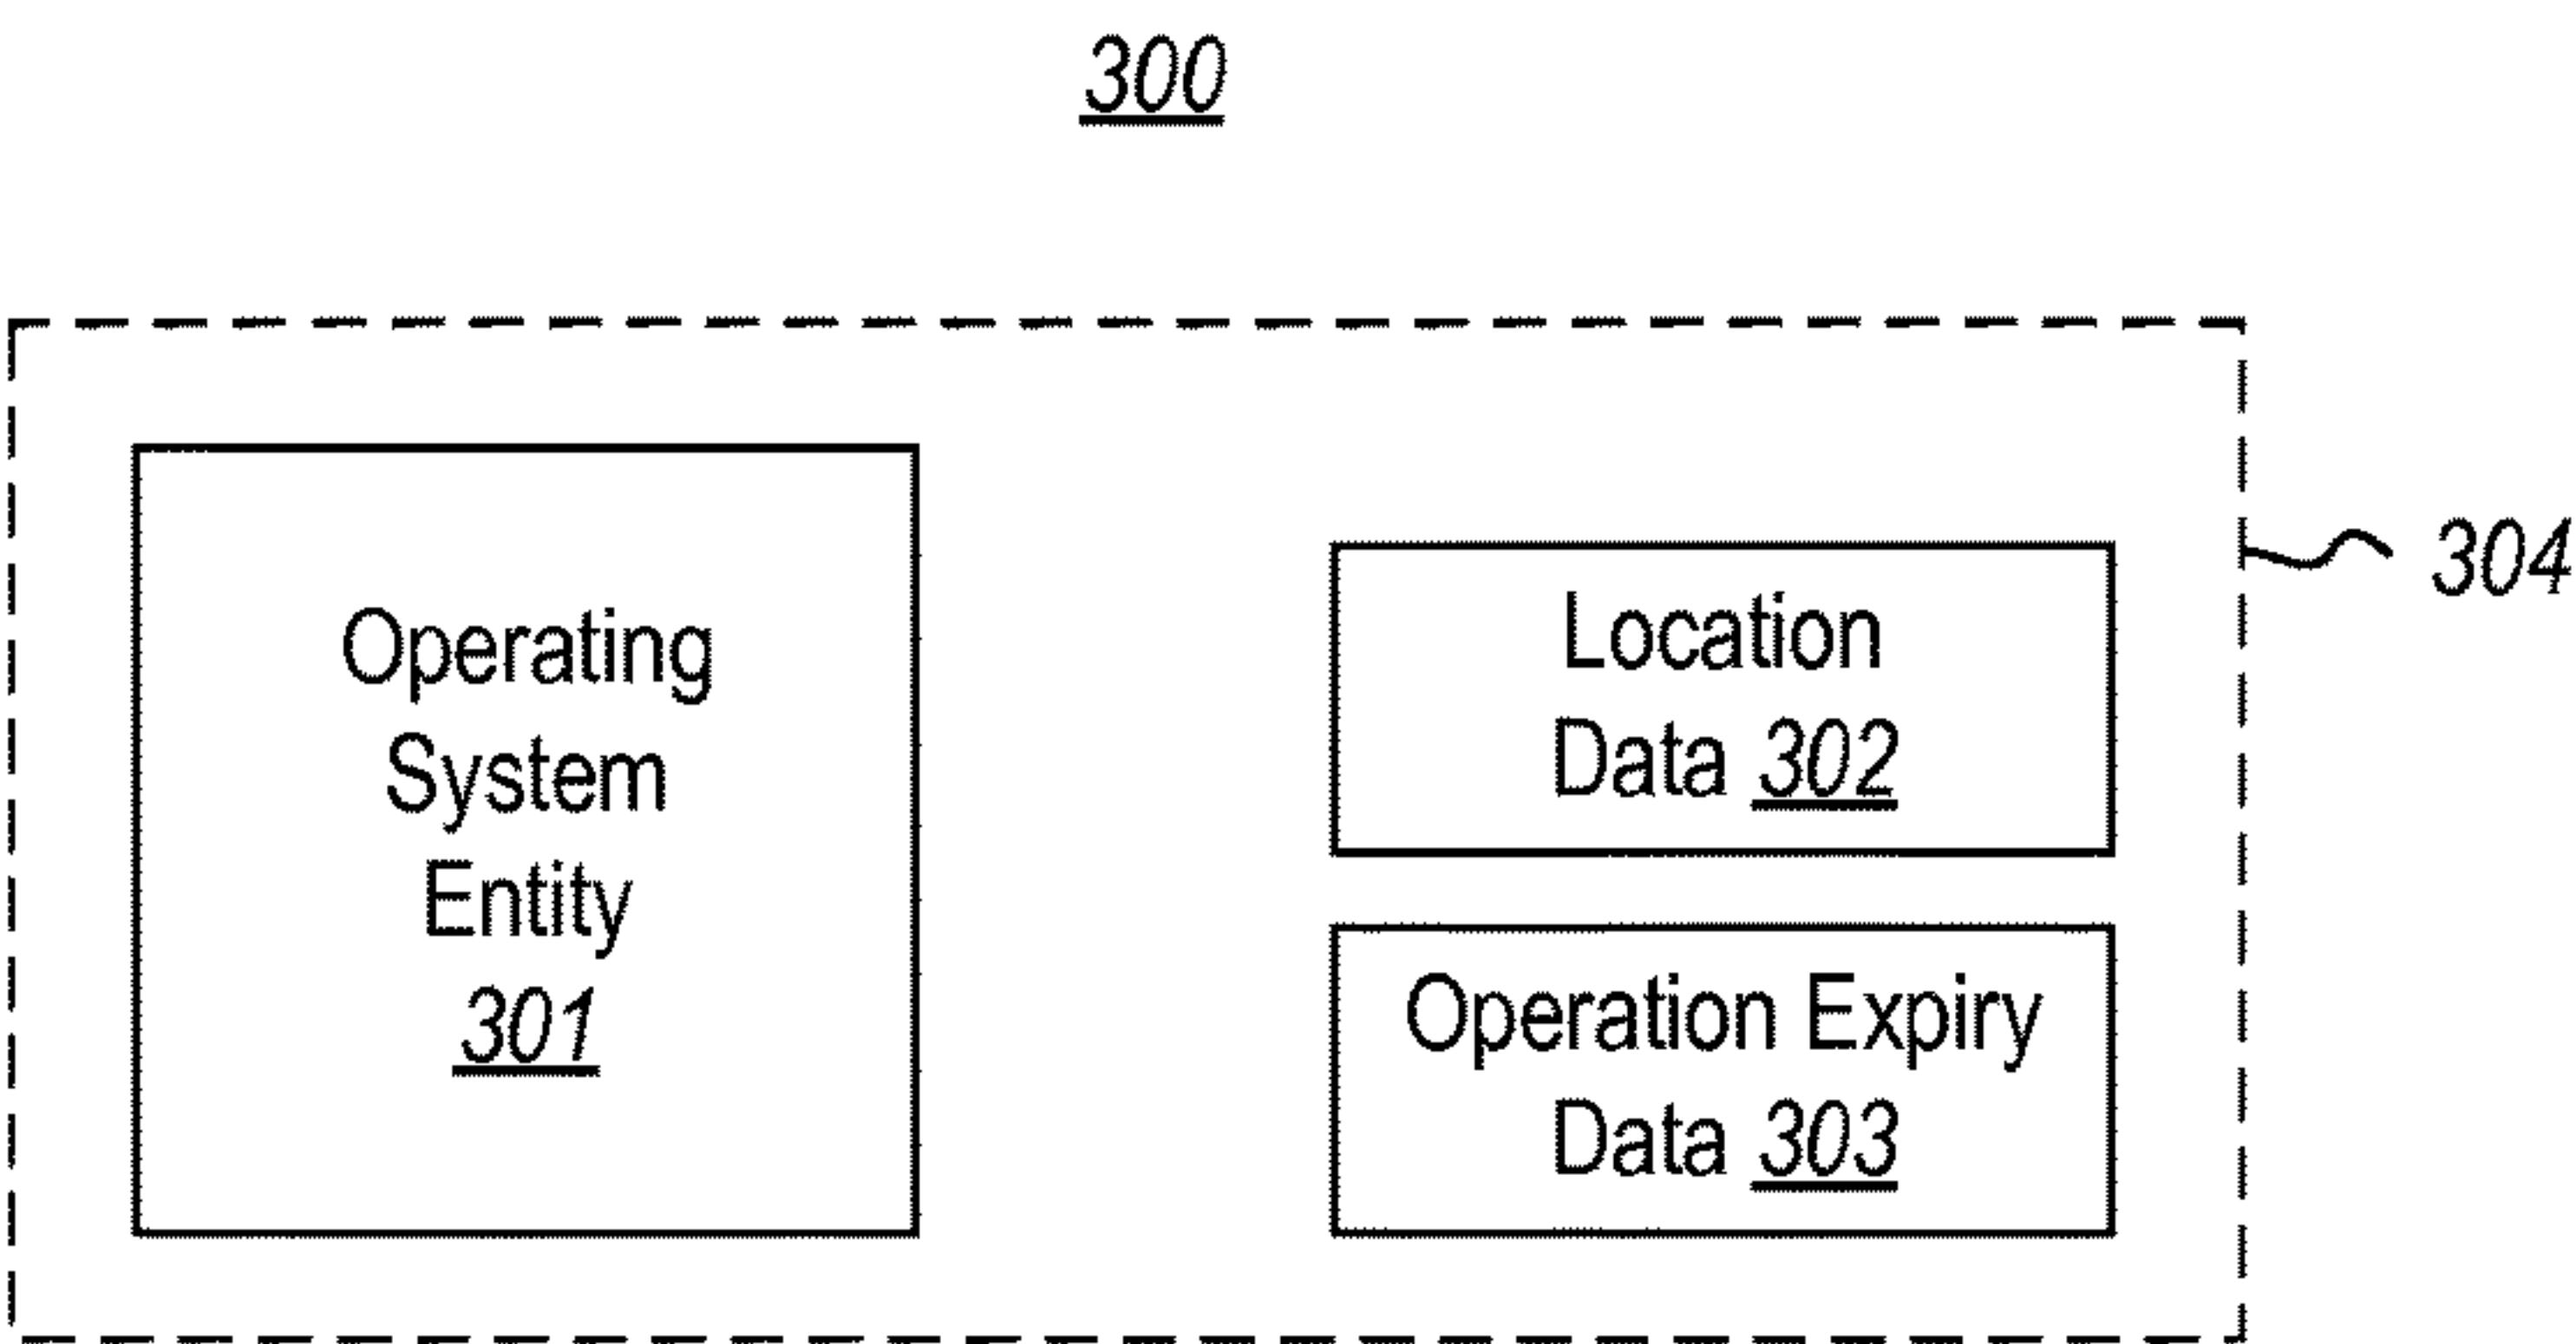 300
Operating
System
Entity
301
Location
Data 302
304
Operation Expiry
Data 303